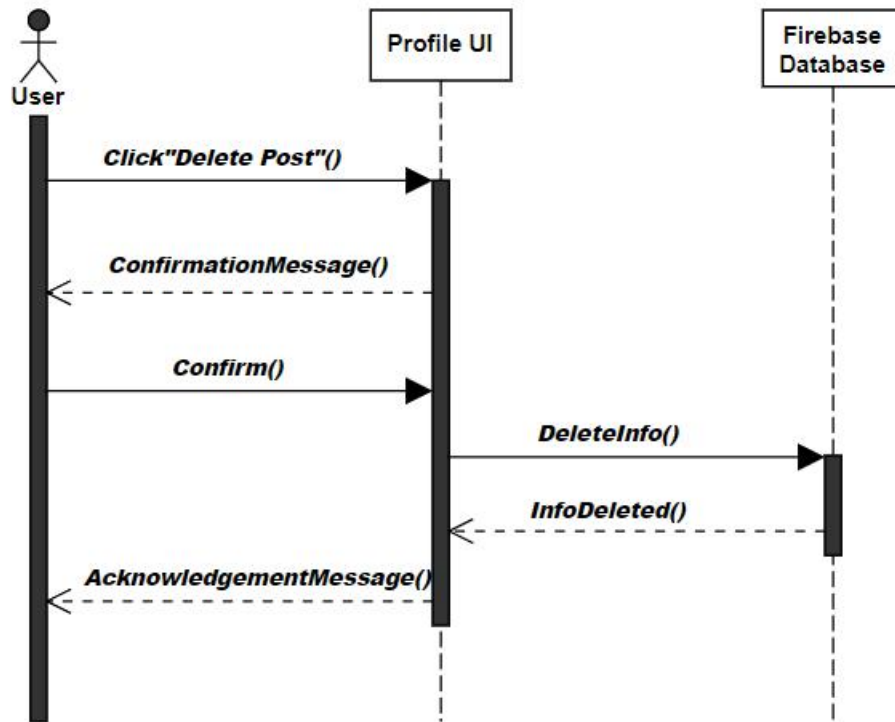 User
Profile UI
Firebase
Database
Click"Delete Post"()
ConfirmationMessage()
Confirm()
DeleteInfo()
InfoDeleted()
AcknowledgementMessage()